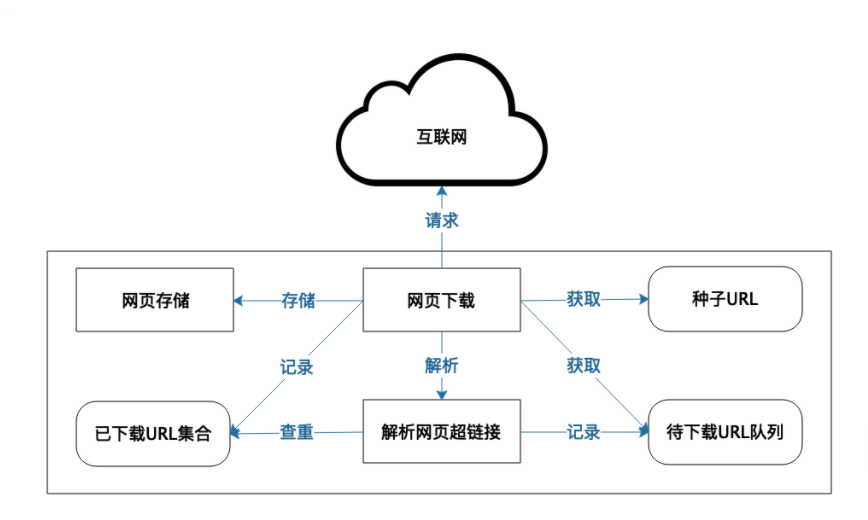 互联网
请求
网页存储
存储
网页下载
获取
种子URL
记录
解析
获取
已下载URL集合
查重
解析网页超链接
记录
待下载URL队列